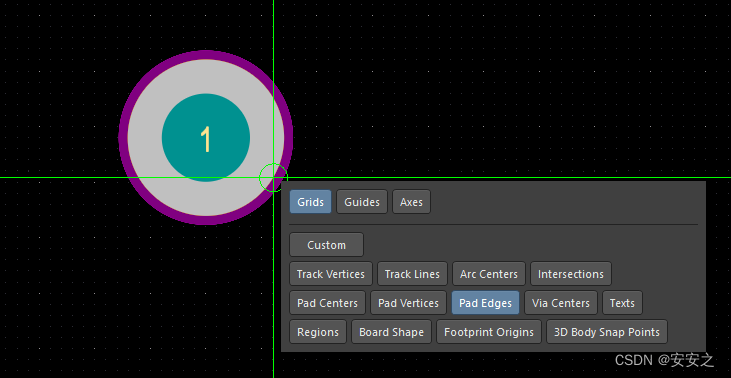 1
Grids Guides Axes
Custom
Track Vertices Track Lines Arc Centers Intersections
Pad Centers Pad Vertices Pad Edges Via Centers Texts
Regions Board Shape Footprint Origins 3D Body Snap Points
CSDN @安安之